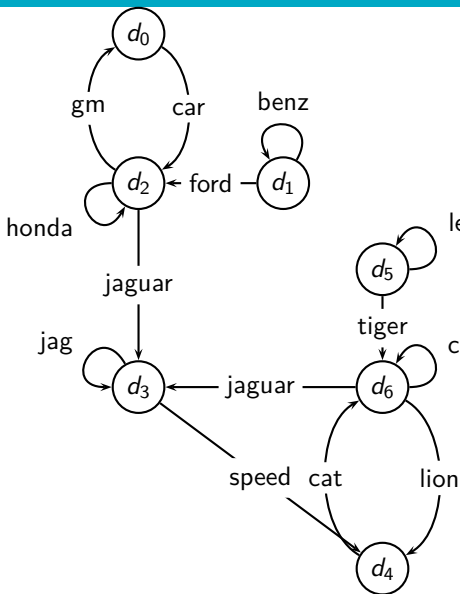 d0
gm
car
benz
d2
ford
d1
honda
d5
jaguar
tiger
jag
d3
jaguar
d6
speed
cat
lion
d4